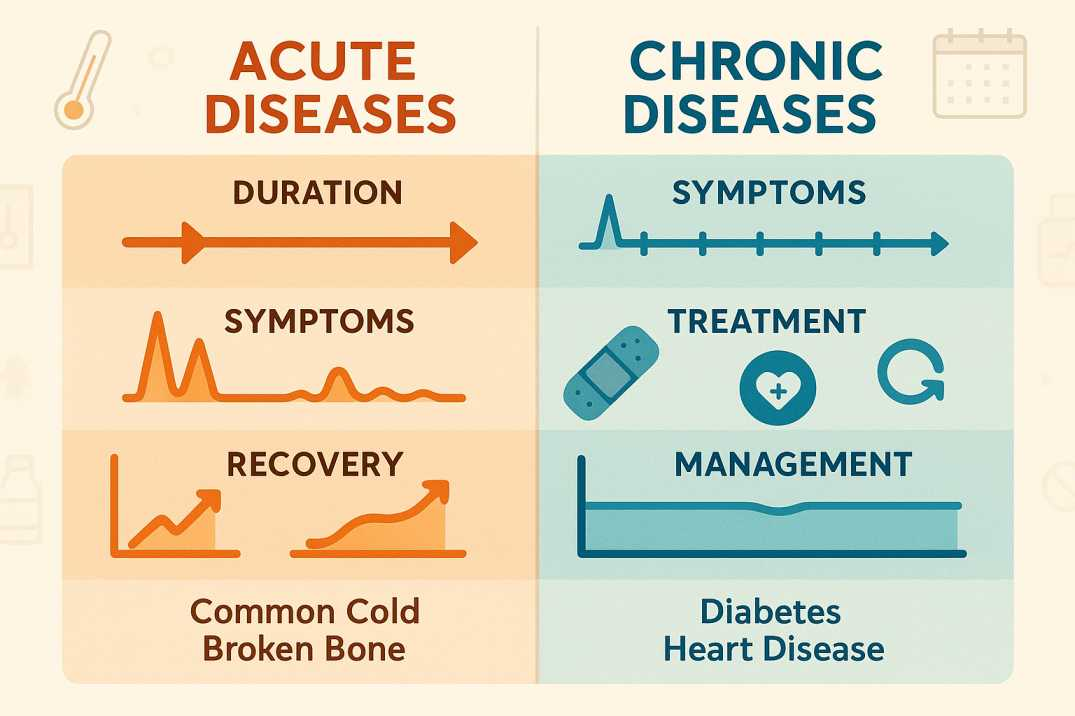 ACUTE
DISEASES
DURATION
SYMPTOMS
RECOVERY
Common Cold
Broken Bone
CHRONIC
DISEASES
SYMPTOMS
TREATMENT
MANAGEMENT
Diabetes
Heart Disease